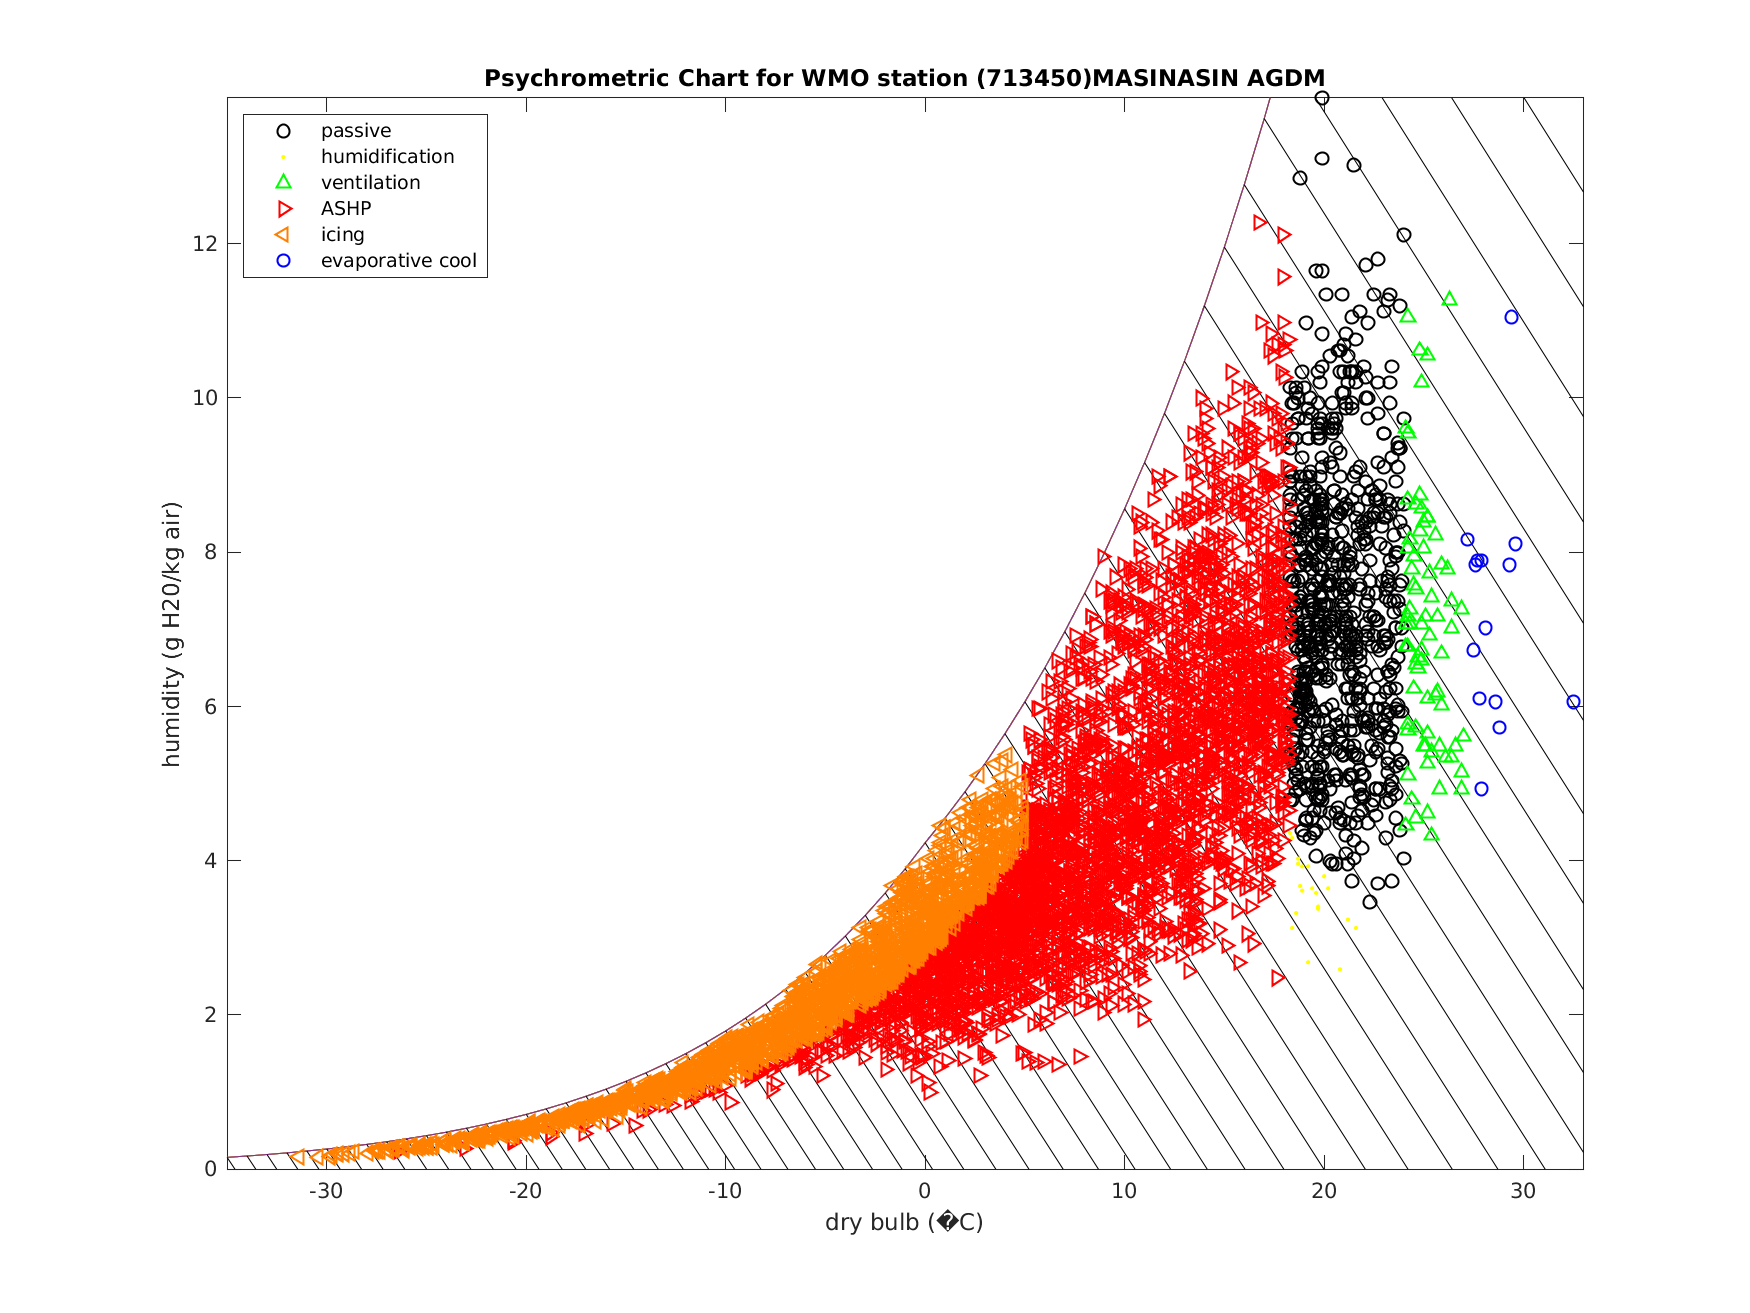 Psychrometric Chart for WMO station (713450)MASINASIN AGDM
passive
humidification
ventilation
ASHP
icing
evaporative cool
humidity (g H20/kg air)
12
10
8
6
4
2
0
-30 -20 -10 0 10 20 30
dry bulb (�C)